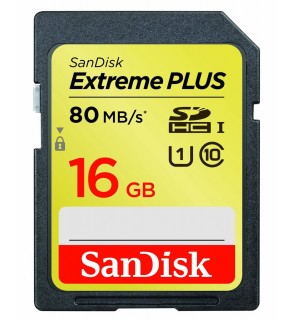 SanDisk
Extreme PLUS
80 MB/s*
SD HC I
U1 10
16 GB
SanDisk